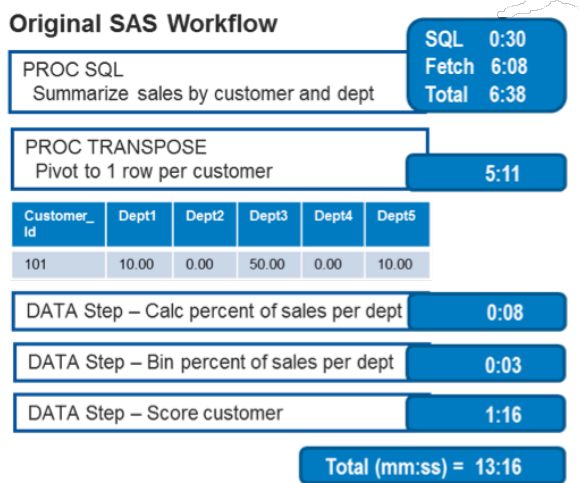 Original SAS Workflow
SQL 0:30
Fetch 6:08
Total 6:38
PROC SQL
Summarize sales by customer and dept
PROC TRANSPOSE
Pivot to 1 row per customer
5:11
Customer_Id Dept1 Dept2 Dept3 Dept4 Dept5
101 10.00 0.00 50.00 0.00 10.00
DATA Step – Calc percent of sales per dept 0:08
DATA Step – Bin percent of sales per dept 0:03
DATA Step – Score customer 1:16
Total (mm:ss) = 13:16